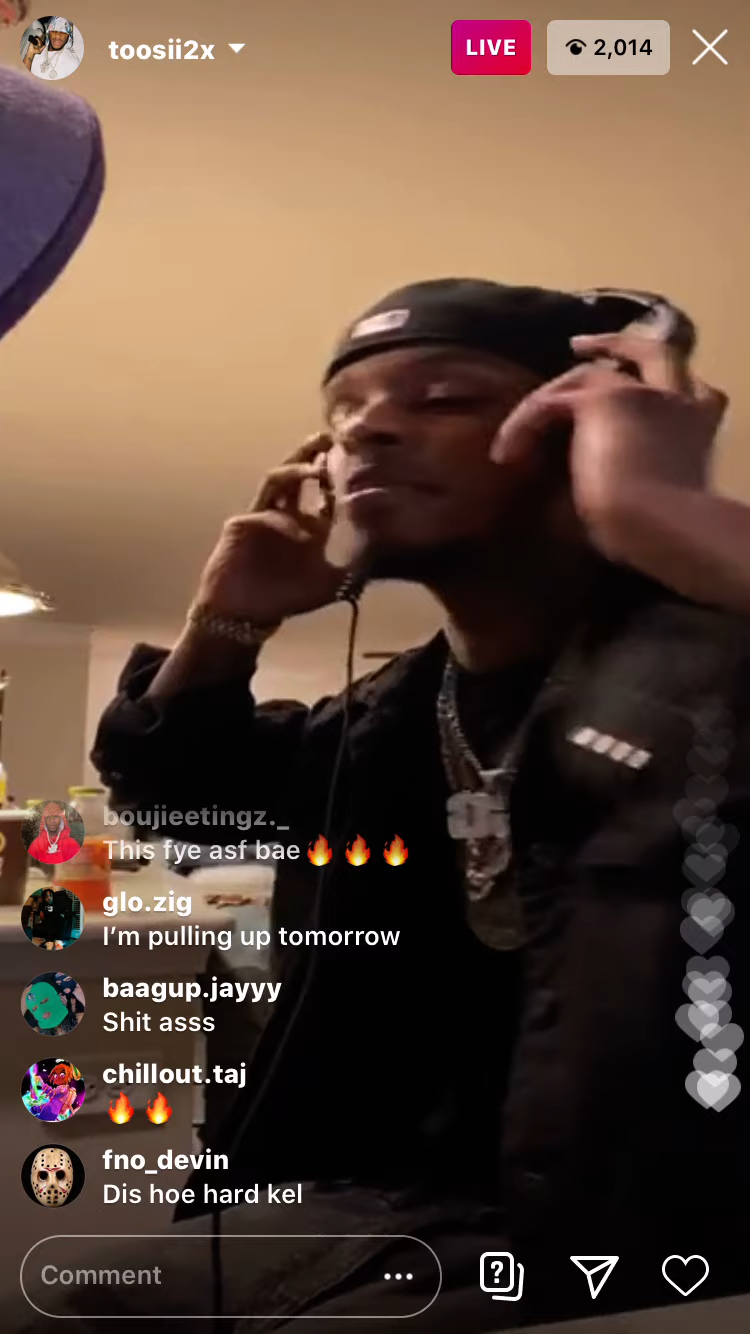 toosii2x
LIVE
2,014
boujieetingz._
This fye asf bae🔥🔥🔥
glo.zig
I’m pulling up tomorrow
baagup.jayyy
Shit asss
chillout.taj
🔥🔥
fno_devin
Dis hoe hard kel
Comment